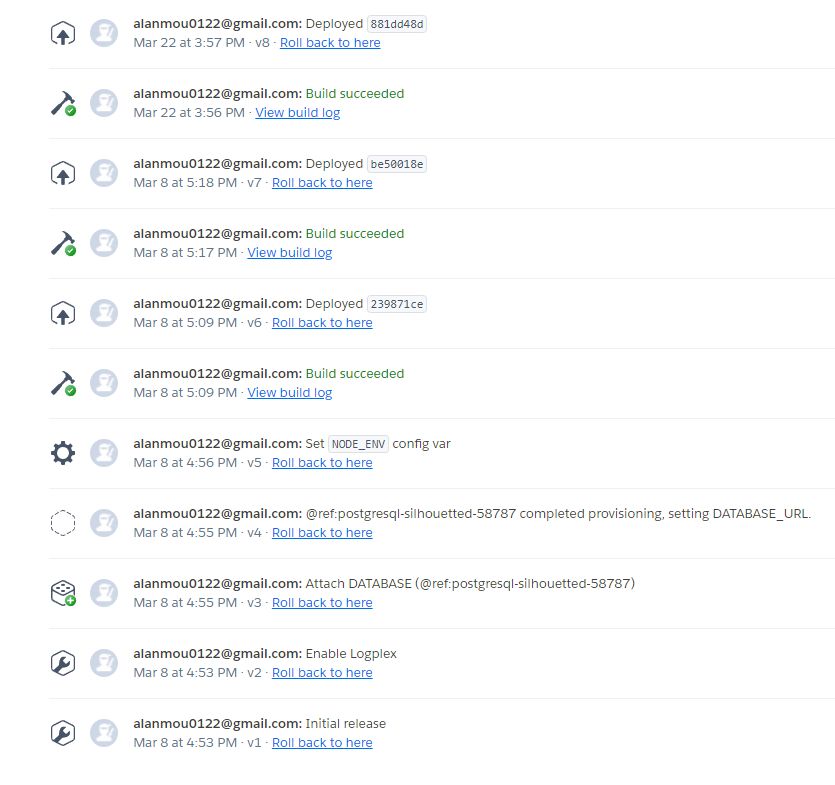 alanmou0122@gmail.com: Deployed 881dd48d
Mar 22 at 3:57 PM · v8 · Roll back to here
alanmou0122@gmail.com: Build succeeded
Mar 22 at 3:56 PM · View build log
alanmou0122@gmail.com: Deployed be50018e
Mar 8 at 5:18 PM · v7 · Roll back to here
alanmou0122@gmail.com: Build succeeded
Mar 8 at 5:17 PM · View build log
alanmou0122@gmail.com: Deployed 239871ce
Mar 8 at 5:09 PM · v6 · Roll back to here
alanmou0122@gmail.com: Build succeeded
Mar 8 at 5:09 PM · View build log
alanmou0122@gmail.com: Set NODE_ENV config var
Mar 8 at 4:56 PM · v5 · Roll back to here
alanmou0122@gmail.com: @ref:postgresql-silhouetted-58787 completed provisioning, setting DATABASE_URL.
Mar 8 at 4:55 PM · v4 · Roll back to here
alanmou0122@gmail.com: Attach DATABASE (@ref:postgresql-silhouetted-58787)
Mar 8 at 4:55 PM · v3 · Roll back to here
alanmou0122@gmail.com: Enable Logplex
Mar 8 at 4:53 PM · v2 · Roll back to here
alanmou0122@gmail.com: Initial release
Mar 8 at 4:53 PM · v1 · Roll back to here